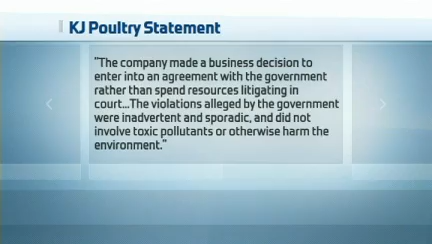 KJ Poultry Statement
"The company made a business decision to
enter into an agreement with the government
rather than spend resources litigating in
court...The violations alleged by the government
were inadvertent and sporadic, and did not
involve toxic pollutants or otherwise harm the
environment."